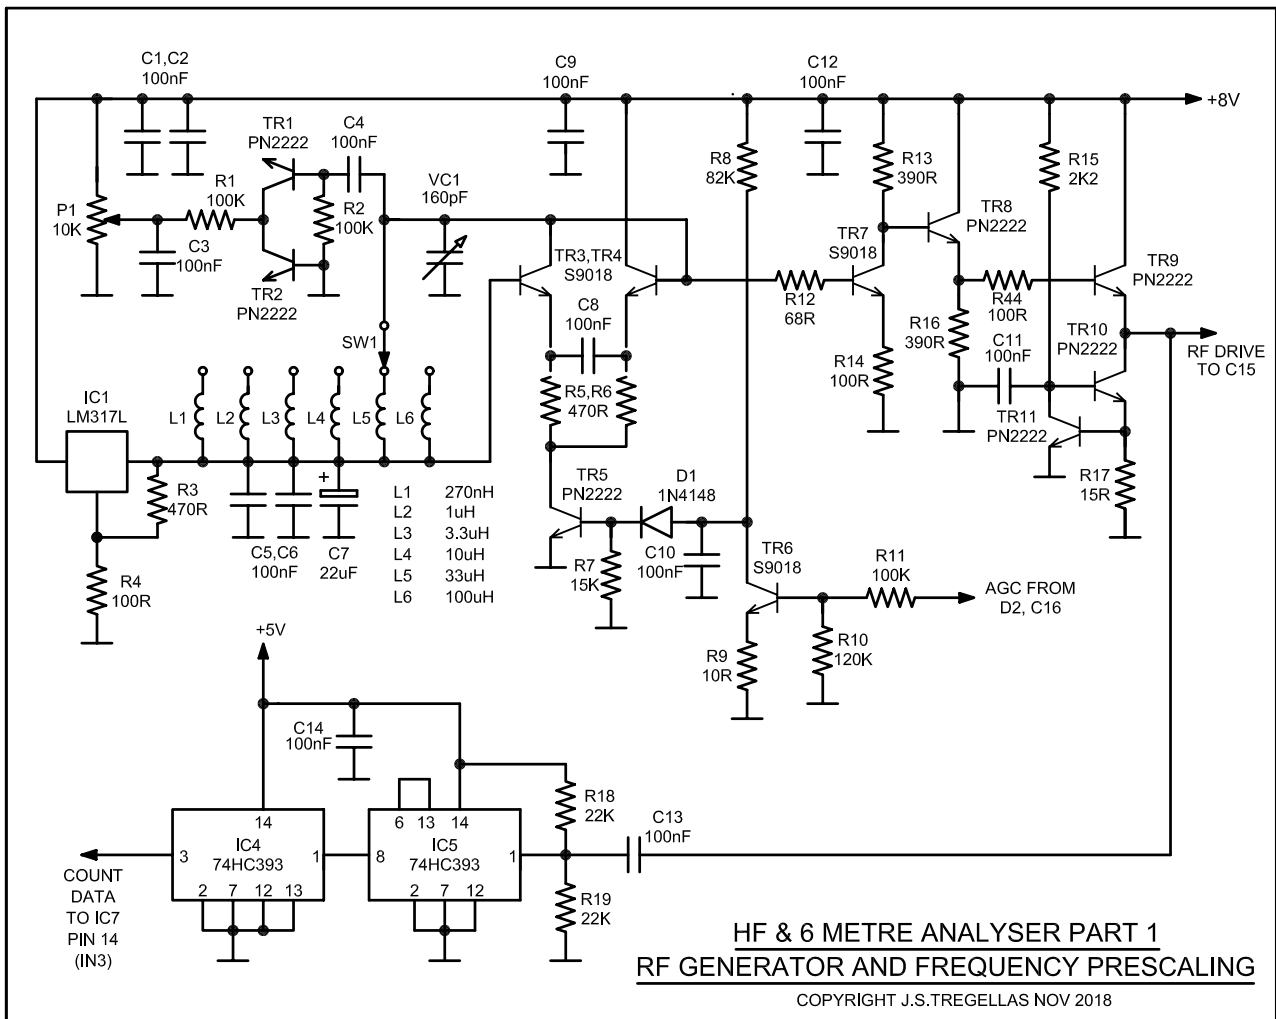 C1,C2
100nF
C9
100nF
C12
100nF
+8V
TR1
PN2222
C4
100nF
R8
82K
R13
390R
R15
2K2
R1
100K
VC1
160pF
P1
10K
R2
100K
TR8
PN2222
C3
100nF
TR3,TR4
S9018
TR7
S9018
TR9
PN2222
TR2
PN2222
C8
100nF
R12
68R
R44
100R
R16
390R
C11
100nF
TR10
PN2222
SW1
RF DRIVE
TO C15
R14
100R
IC1
LM317L
L1
L2
L3
L4
L5
L6
R5,R6
470R
TR11
PN2222
+
R3
470R
TR5
PN2222
D1
1N4148
R17
15R
L1 270nH
L2 1uH
L3 3.3uH
L4 10uH
L5 33uH
L6 100uH
C5,C6
100nF
C7
22uF
R7
15K
C10
100nF
TR6
S9018
R11
100K
AGC FROM
D2, C16
R4
100R
R9
10R
R10
120K
+5V
C14
100nF
R18
22K
C13
100nF
14
IC4
74HC393
3
1
2 7 12 13
6 13 14
IC5
74HC393
8
1
2 7 12
R19
22K
COUNT
DATA
TO IC7
PIN 14
(IN3)
HF & 6 METRE ANALYSER PART 1
RF GENERATOR AND FREQUENCY PRESCALING
COPYRIGHT J.S.TREGELLAS NOV 2018